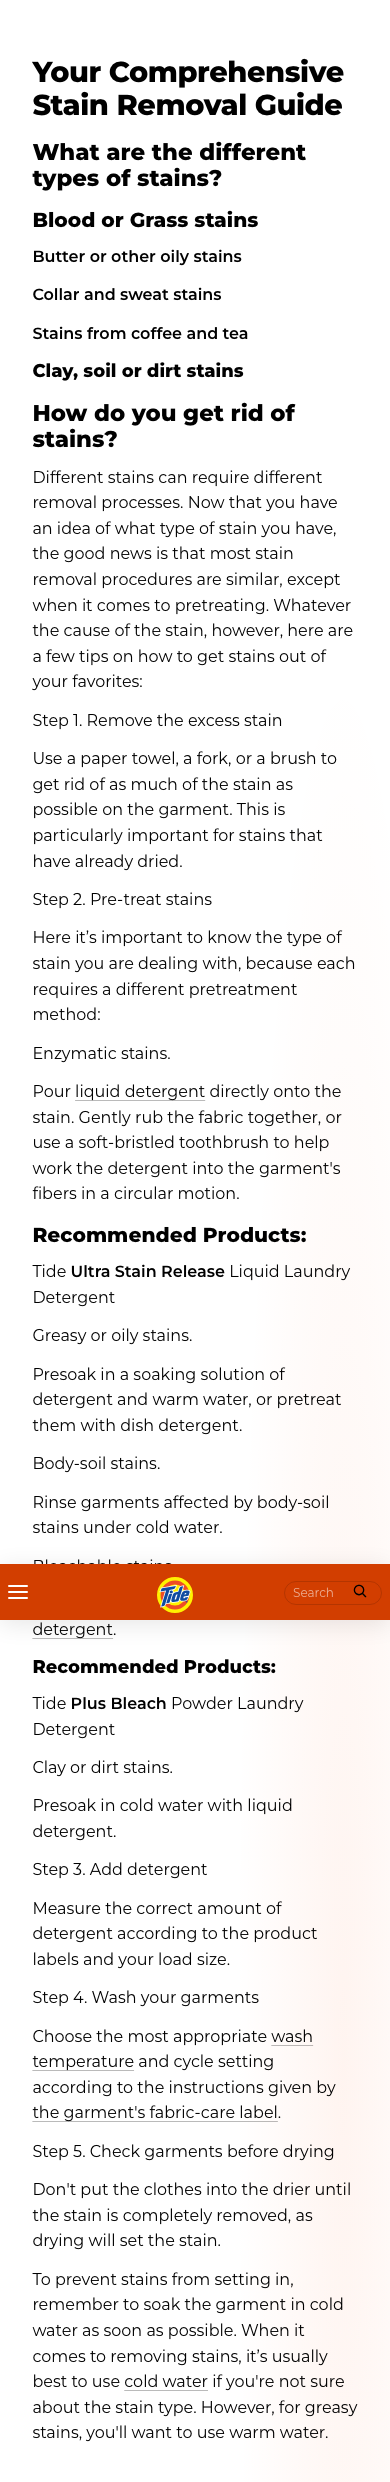 Your Comprehensive
Stain Removal Guide
What are the different
types of stains?
Blood or Grass stains
Butter or other oily stains
Collar and sweat stains
Stains from coffee and tea
Clay, soil or dirt stains
How do you get rid of
stains?
Different stains can require different
removal processes. Now that you have
an idea of what type of stain you have,
the good news is that most stain
removal procedures are similar, except
when it comes to pretreating. Whatever
the cause of the stain, however, here are
a few tips on how to get stains out of
your favorites:
Step 1. Remove the excess stain
Use a paper towel, a fork, or a brush to
get rid of as much of the stain as
possible on the garment. This is
particularly important for stains that
have already dried.
Step 2. Pre-treat stains
Here it’s important to know the type of
stain you are dealing with, because each
requires a different pretreatment
method:
Enzymatic stains.
Pour liquid detergent directly onto the
stain. Gently rub the fabric together, or
use a soft-bristled toothbrush to help
work the detergent into the garment's
fibers in a circular motion.
Recommended Products:
Tide Ultra Stain Release Liquid Laundry
Detergent
Greasy or oily stains.
Presoak in a soaking solution of
detergent and warm water, or pretreat
them with dish detergent.
Body-soil stains.
Rinse garments affected by body-soil
stains under cold water.
Tide
Search
detergent.
Recommended Products:
Tide Plus Bleach Powder Laundry
Detergent
Clay or dirt stains.
Presoak in cold water with liquid
detergent.
Step 3. Add detergent
Measure the correct amount of
detergent according to the product
labels and your load size.
Step 4. Wash your garments
Choose the most appropriate wash
temperature and cycle setting
according to the instructions given by
the garment's fabric-care label.
Step 5. Check garments before drying
Don't put the clothes into the drier until
the stain is completely removed, as
drying will set the stain.
To prevent stains from setting in,
remember to soak the garment in cold
water as soon as possible. When it
comes to removing stains, it’s usually
best to use cold water if you're not sure
about the stain type. However, for greasy
stains, you'll want to use warm water.